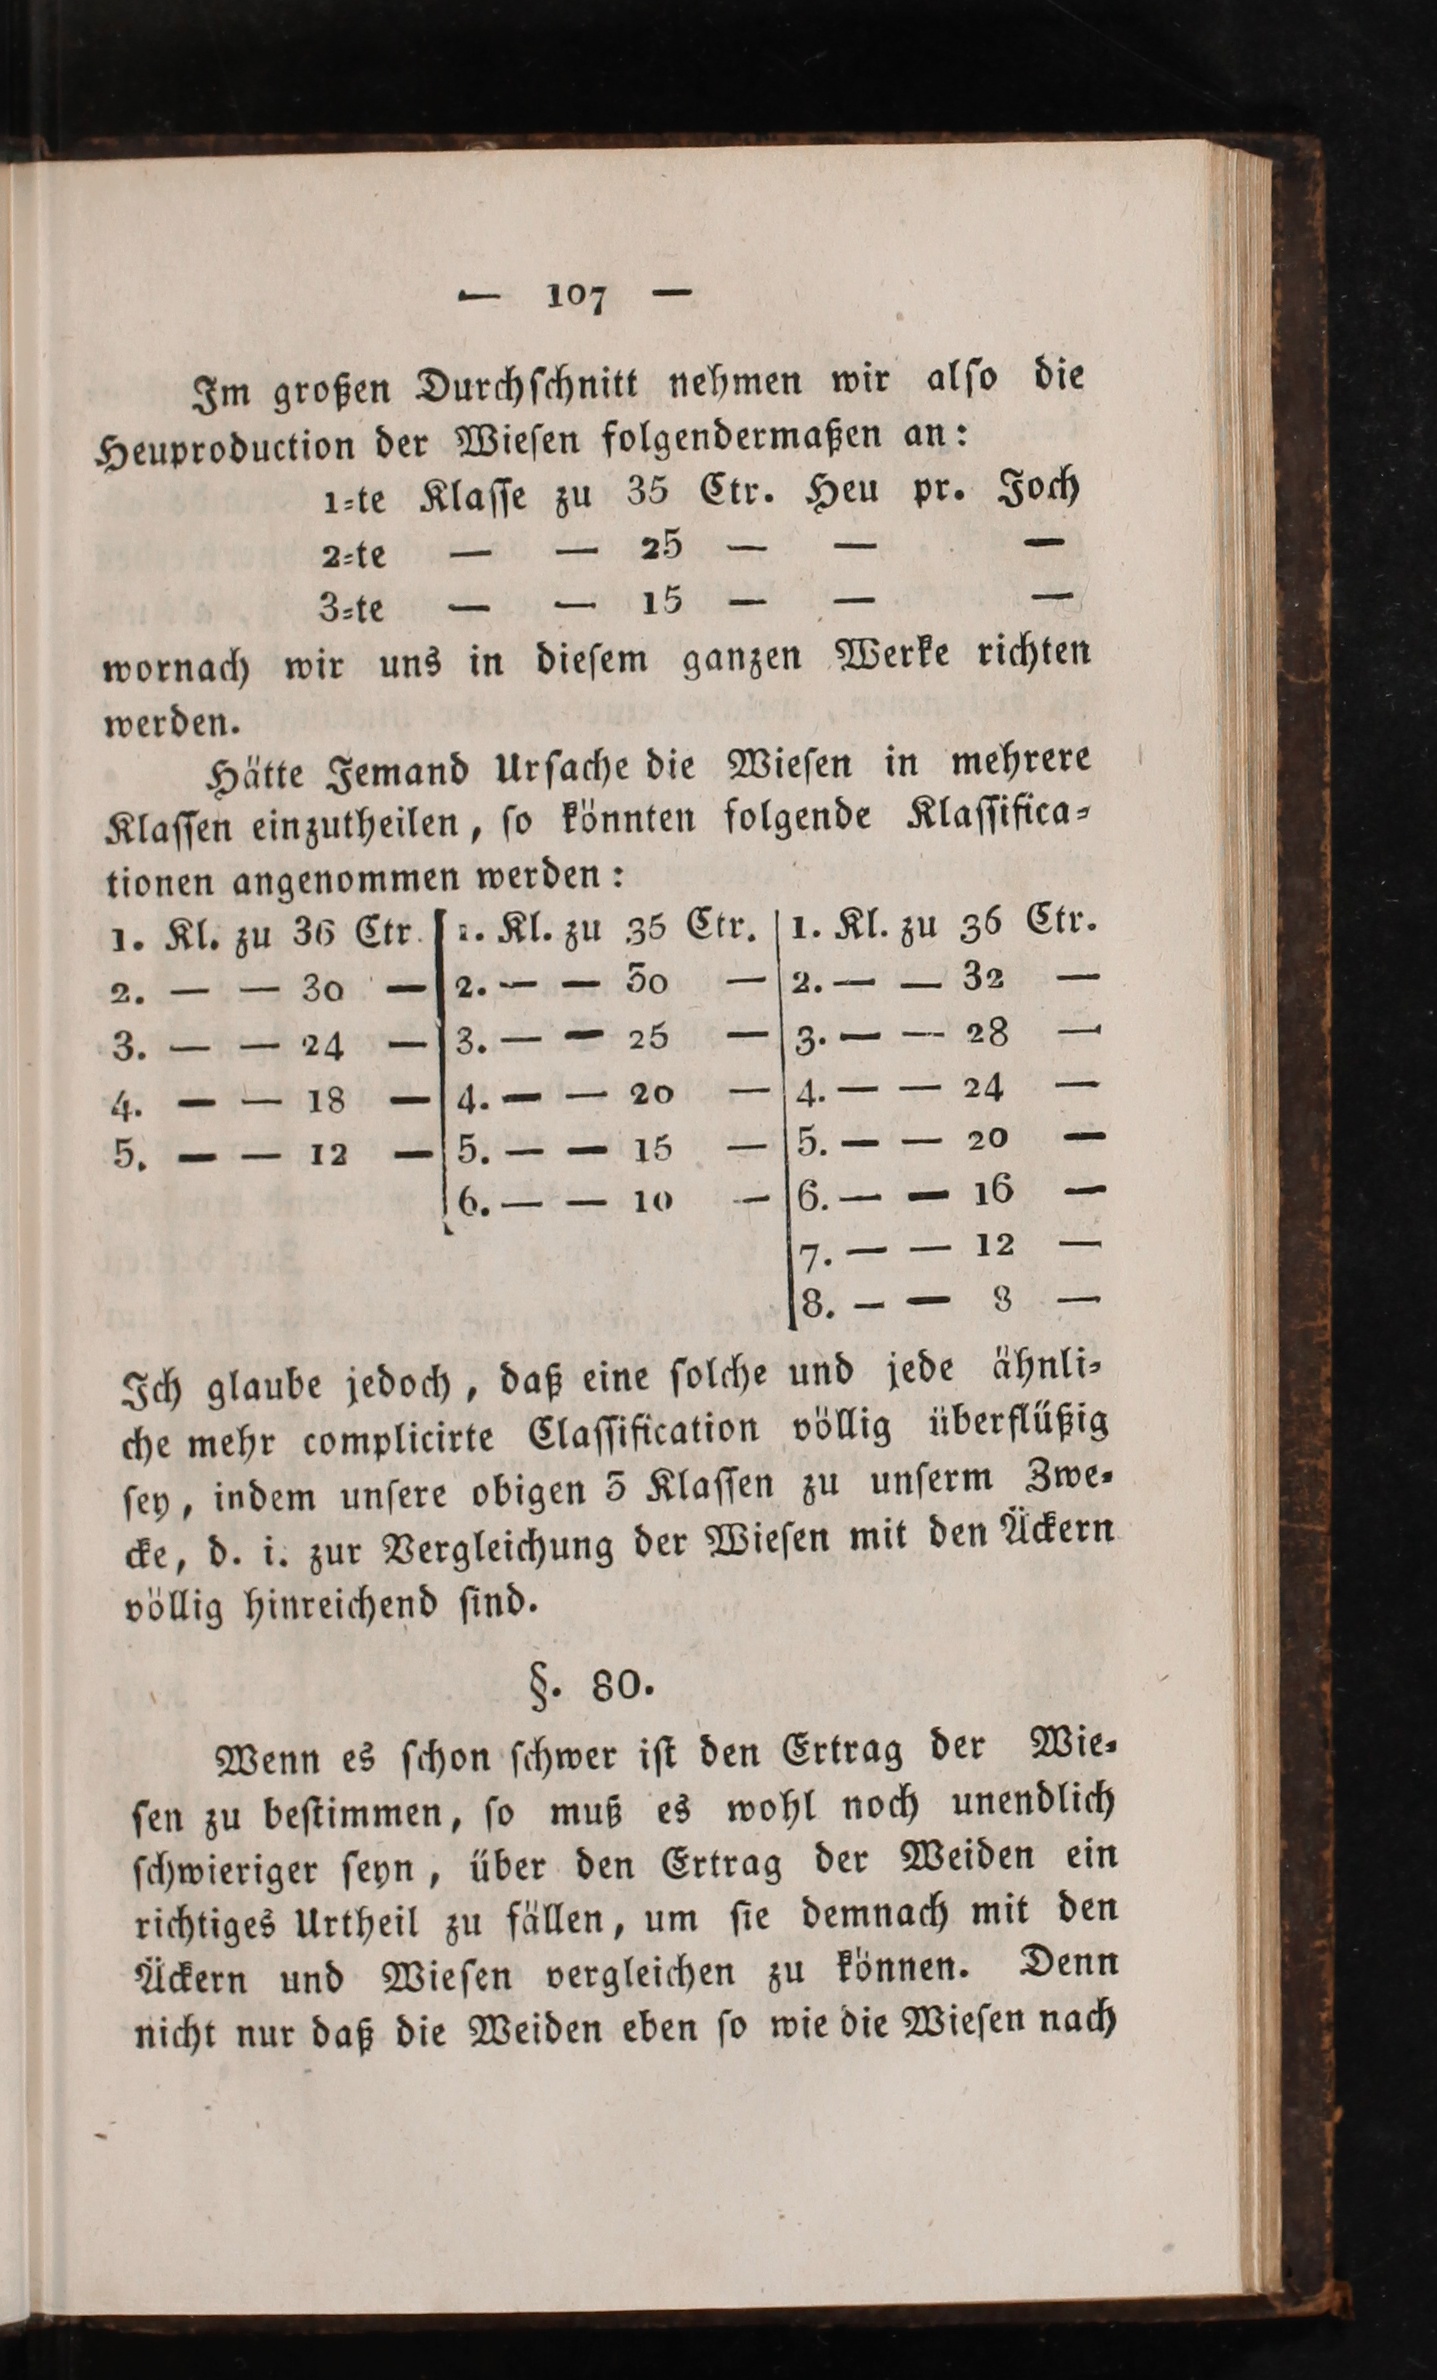 — 107 —
Im großen Durchschnitt nehmen wir also die
Heuproduction der Wiesen folgendermaßen an:
1=te Klasse zu 35 Ctr. Heu pr. Joch
2=te — — 25 — — —
3=te — — 15 — — —
wornach wir uns in diesem ganzen Werke richten
werden.
Hätte Jemand Ursache die Wiesen in mehrere
Klassen einzutheilen, so könnten folgende Klassifica=
tionen angenommen werden:
1. Kl. zu 36 Ctr. | 1. Kl. zu 35 Ctr. | 1. Kl. zu 36 Ctr.
2. — — 30 — | 2. — — 30 — | 2. — — 32 —
3. — — 24 — | 3. — — 25 — | 3. — — 28 —
4. — — 18 — | 4. — — 20 — | 4. — — 24 —
5. — — 12 — | 5. — — 15 — | 5. — — 20 —
| 6. — — 10 — | 6. — — 16 —
| 7. — — 12 —
| 8. — — 8 —
Ich glaube jedoch, daß eine solche und jede ähnli=
che mehr complicirte Classification völlig überflüßig
sey, indem unsere obigen 3 Klassen zu unserm Zwe=
cke, d. i. zur Vergleichung der Wiesen mit den Äckern
völlig hinreichend sind.
§. 80.
Wenn es schon schwer ist den Ertrag der Wie=
sen zu bestimmen, so muß es wohl noch unendlich
schwieriger seyn, über den Ertrag der Weiden ein
richtiges Urtheil zu fällen, um sie demnach mit den
Äckern und Wiesen vergleichen zu können. Denn
nicht nur daß die Weiden eben so wie die Wiesen nach